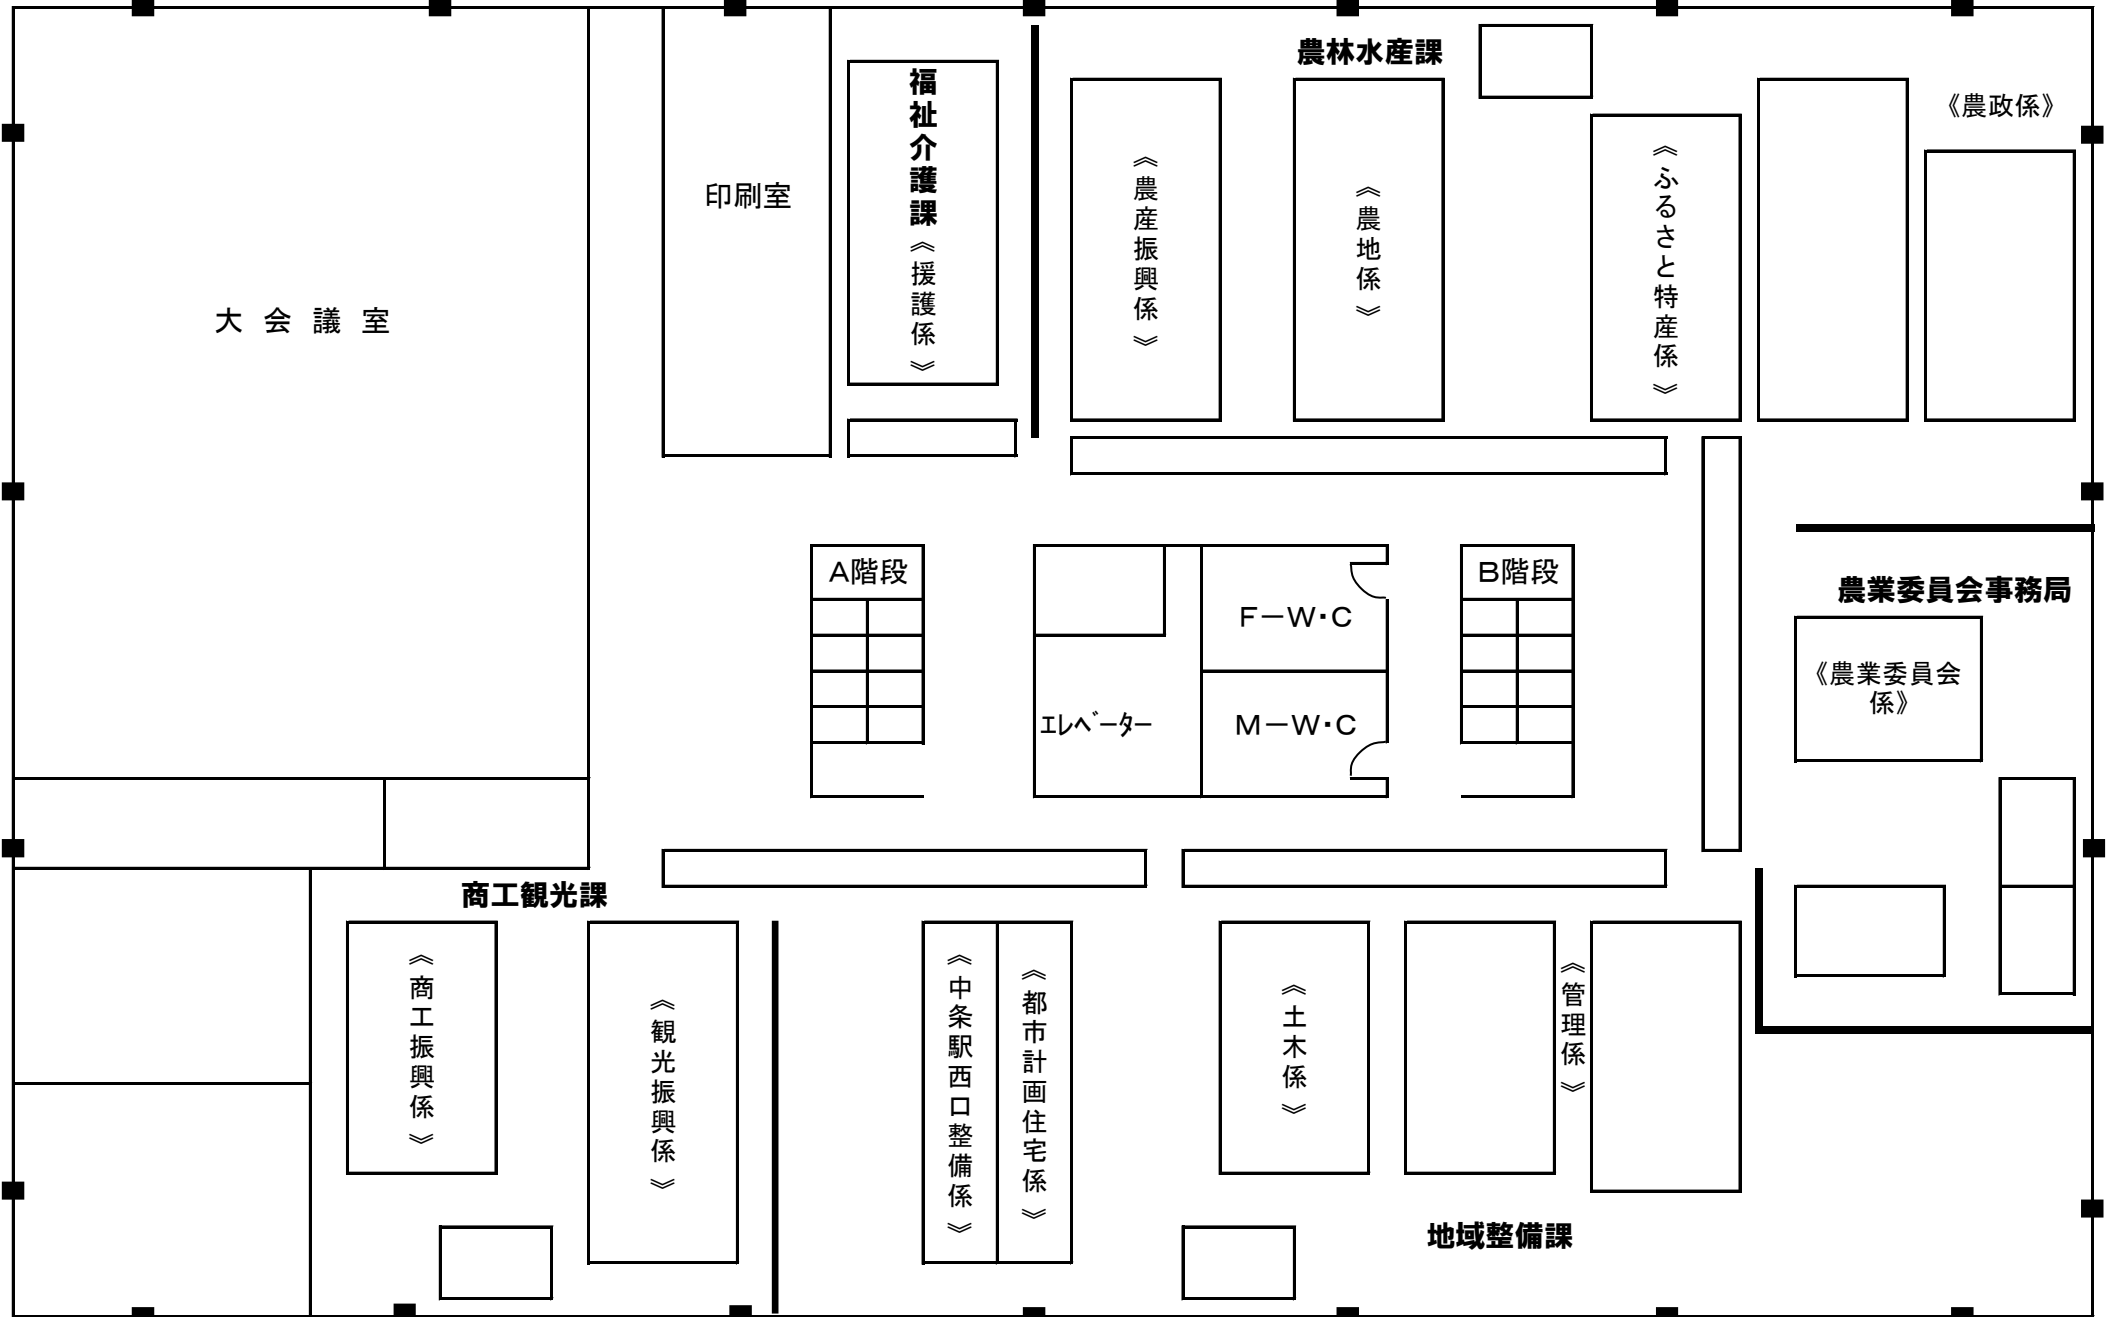 農林水産課
福祉介護課《援護係》
《農産振興係》
《農地係》
《ふるさと特産係》
《農政係》
印刷室
大会議室
A階段
F－W・C
B階段
農業委員会事務局
《農業委員会
係》
エレベーター
M－W・C
商工観光課
《商工振興係》
《観光振興係》
《中条駅西口整備係》
《都市計画住宅係》
《土木係》
《管理係》
地域整備課